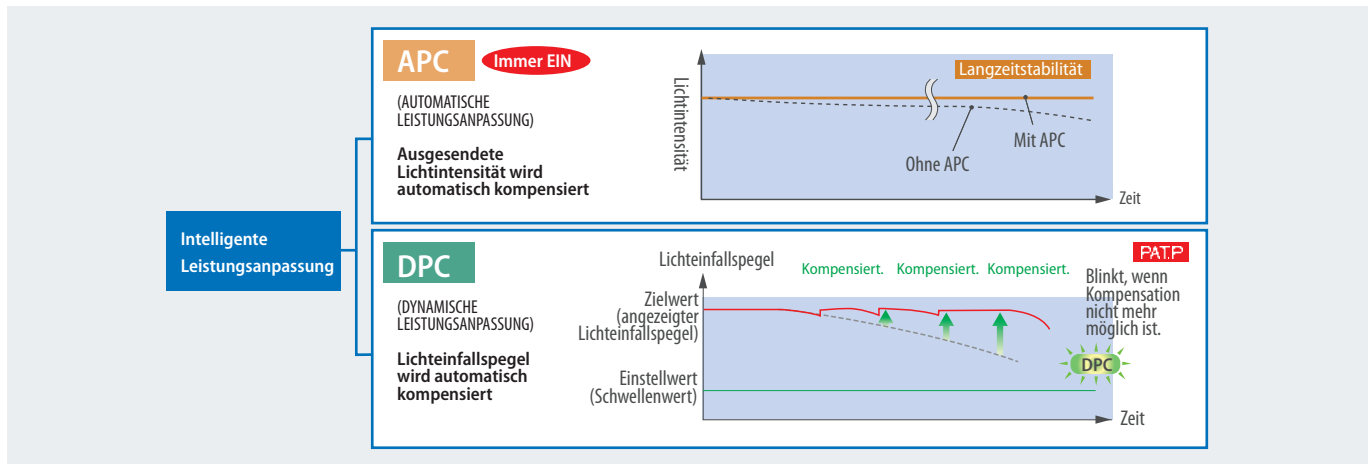 Intelligente
Leistungsanpassung
APC
Immer EIN
(AUTOMATISCHE
LEISTUNGSANPASSUNG)
Ausgesendete
Lichtintensität wird
automatisch kompensiert
Lichtintensität
Langzeitstabilität
Mit APC
Ohne APC
Zeit
DPC
(DYNAMISCHE
LEISTUNGSANPASSUNG)
Lichteinfallspegel
wird automatisch
kompensiert
Lichteinfallspegel
Kompensiert. Kompensiert. Kompensiert.
PAT.P
Zielwert
(angezeigter
Lichteinfallspegel)
Blinkt, wenn
Kompensation
nicht mehr
möglich ist.
DPC
Einstellwert
(Schwellenwert)
Zeit